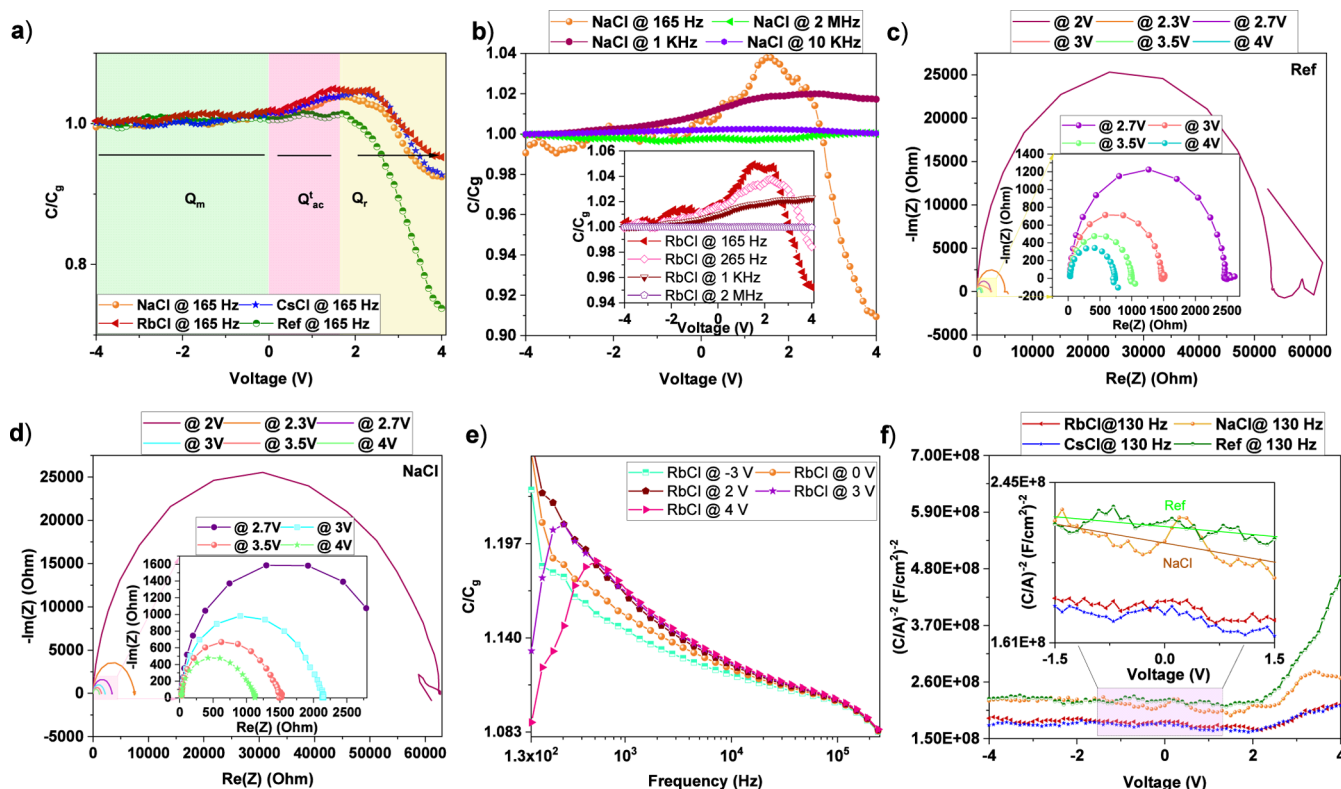 a)
1.0
0.8
C/Cg
Qm
Qtac
Qr
NaCl @ 165 Hz
CsCl @ 165 Hz
RbCl @ 165 Hz
Ref @ 165 Hz
-4 -2 0 2 4
Voltage (V)
b)
NaCl @ 165 Hz
NaCl @ 2 MHz
NaCl @ 1 KHz
NaCl @ 10 KHz
1.04
1.02
1.00
0.98
0.96
0.94
0.92
0.90
C/Cg
1.06
1.04
1.02
1.00
0.98
0.96
0.94
C/Cg
RbCl @ 165 Hz
RbCl @ 265 Hz
RbCl @ 1 KHz
RbCl @ 2 MHz
-4 -2 0 2 4
Voltage (V)
-4 -2 0 2 4
Voltage (V)
c)
@ 2V @ 2.3V @ 2.7V
@ 3V @ 3.5V @ 4V
Ref
25000
20000
15000
10000
5000
0
-5000
-Im(Z) (Ohm)
@ 2.7V @ 3V
@ 3.5V @ 4V
1400
1200
1000
800
600
400
200
0
-200
-Im(Z) (Ohm)
0 500 1000 1500 2000 2500
Re(Z) (Ohm)
0 10000 20000 30000 40000 50000 60000
Re(Z) (Ohm)
d)
@ 2V @ 2.3V @ 2.7V
@ 3V @ 3.5V @ 4V
NaCl
25000
20000
15000
10000
5000
0
-5000
-Im(Z) (Ohm)
@ 2.7V @ 3V
@ 3.5V @ 4V
1600
1400
1200
1000
800
600
400
200
0
-Im(Z) (Ohm)
0 500 1000 1500 2000 2500
Re(Z) (Ohm)
0 10000 20000 30000 40000 50000 60000
Re(Z) (Ohm)
e)
RbCl @ -3 V
RbCl @ 0 V
RbCl @ 2 V
RbCl @ 3 V
RbCl @ 4 V
1.197
1.140
1.083
C/Cg
1.3x10² 10³ 10⁴ 10⁵
Frequency (Hz)
f)
RbCl@130 Hz
NaCl@ 130 Hz
CsCl@ 130 Hz
Ref @ 130 Hz
7.00E+08
5.90E+08
4.80E+08
3.70E+08
2.60E+08
1.50E+08
(C/A)⁻² (F/cm²)⁻²
2.45E+8
1.61E+8
(C/A)⁻² (F/cm²)⁻²
Ref
NaCl
-1.5 0.0 1.5
Voltage (V)
-4 -2 0 2 4
Voltage (V)